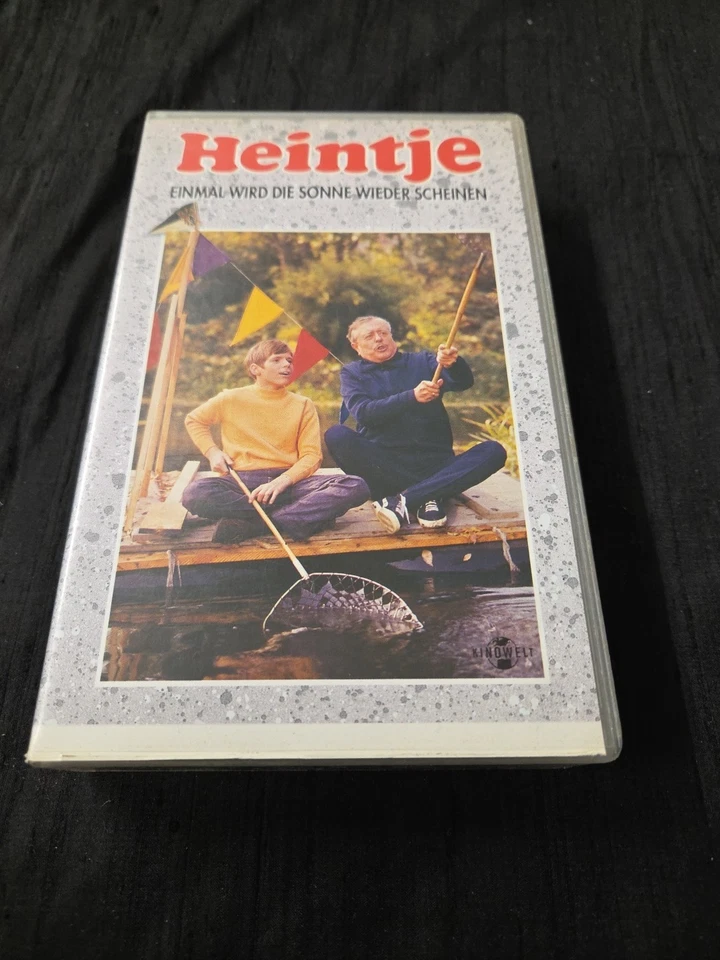 Heintje
EINMAL WIRD DIE SONNE WIEDER SCHEINEN
KINOWELT